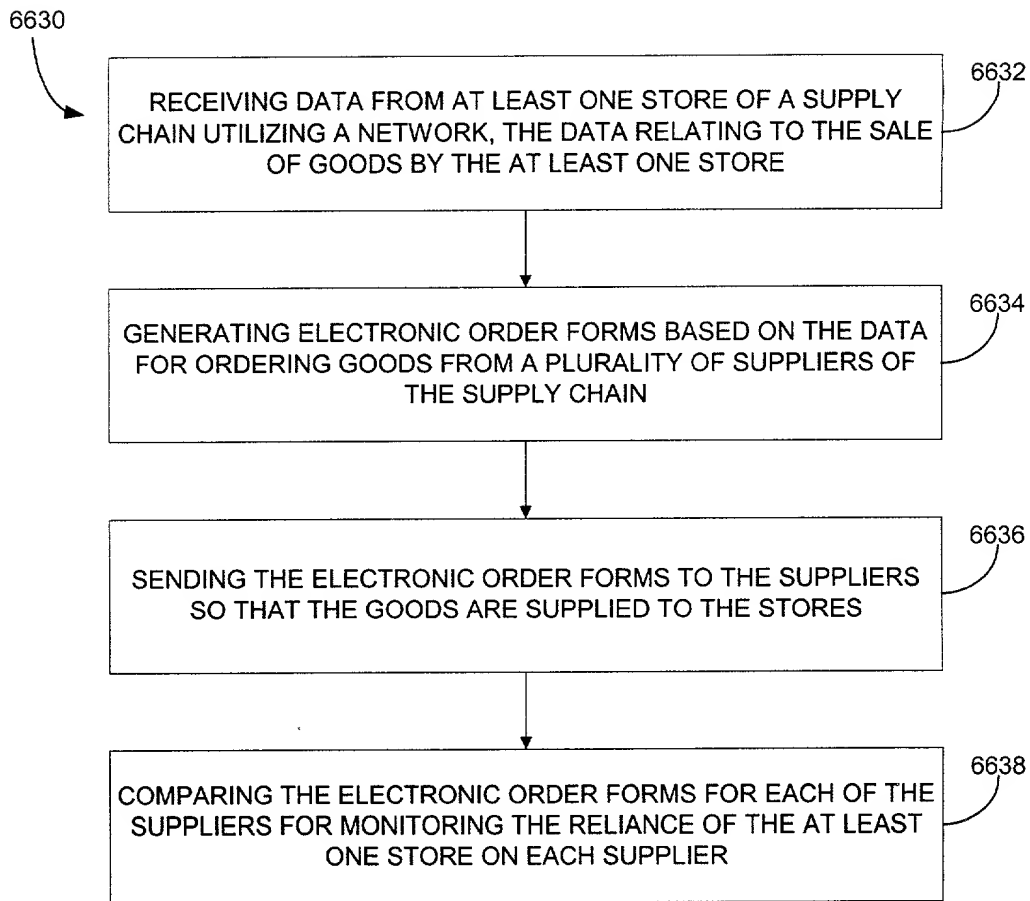 6630
6632
RECEIVING DATA FROM AT LEAST ONE STORE OF A SUPPLY
CHAIN UTILIZING A NETWORK, THE DATA RELATING TO THE SALE
OF GOODS BY THE AT LEAST ONE STORE
6634
GENERATING ELECTRONIC ORDER FORMS BASED ON THE DATA
FOR ORDERING GOODS FROM A PLURALITY OF SUPPLIERS OF
THE SUPPLY CHAIN
6636
SENDING THE ELECTRONIC ORDER FORMS TO THE SUPPLIERS
SO THAT THE GOODS ARE SUPPLIED TO THE STORES
6638
COMPARING THE ELECTRONIC ORDER FORMS FOR EACH OF THE
SUPPLIERS FOR MONITORING THE RELIANCE OF THE AT LEAST
ONE STORE ON EACH SUPPLIER